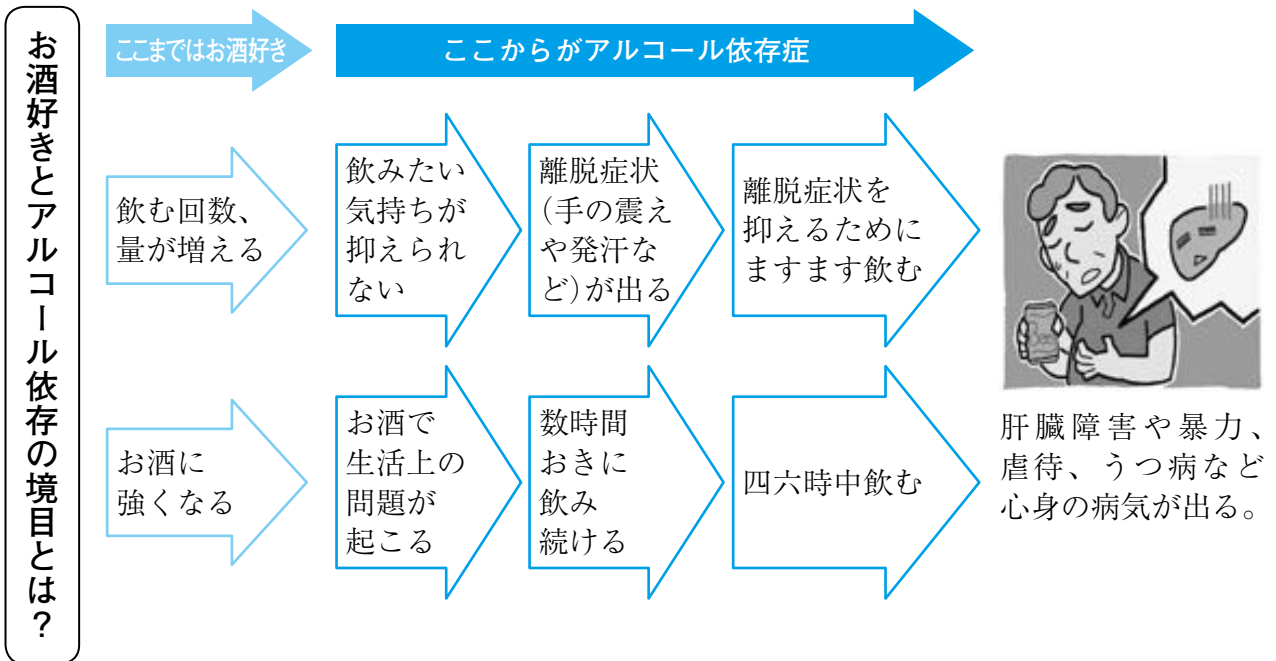 お酒好きとアルコール依存の境目とは？
ここまではお酒好き
ここからがアルコール依存症
飲む回数、
量が増える
飲みたい
気持ちが
抑えられ
ない
離脱症状
(手の震え
や発汗な
ど)が出る
離脱症状を
抑えるために
ますます飲む
お酒に
強くなる
お酒で
生活上の
問題が
起こる
数時間
おきに
飲み
続ける
四六時中飲む
肝臓障害や暴力、
虐待、うつ病など
心身の病気が出る。